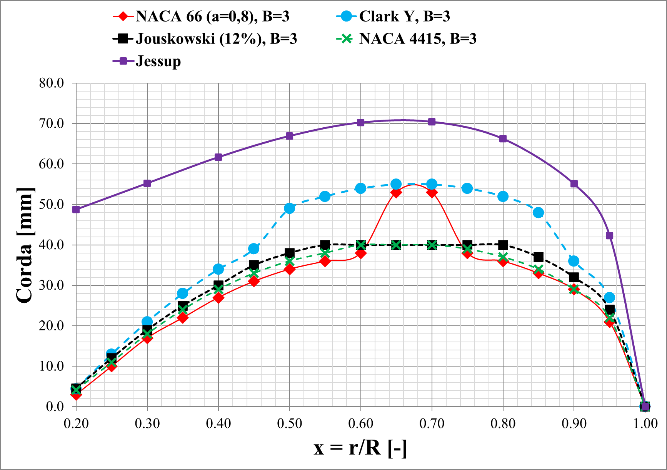 NACA 66 (a=0,8), B=3
Clark Y, B=3
Jouskowski (12%), B=3
NACA 4415, B=3
Jessup
80.0
70.0
60.0
50.0
40.0
30.0
20.0
10.0
0.0
Corda [mm]
0.20 0.30 0.40 0.50 0.60 0.70 0.80 0.90 1.00
x = r/R [-]